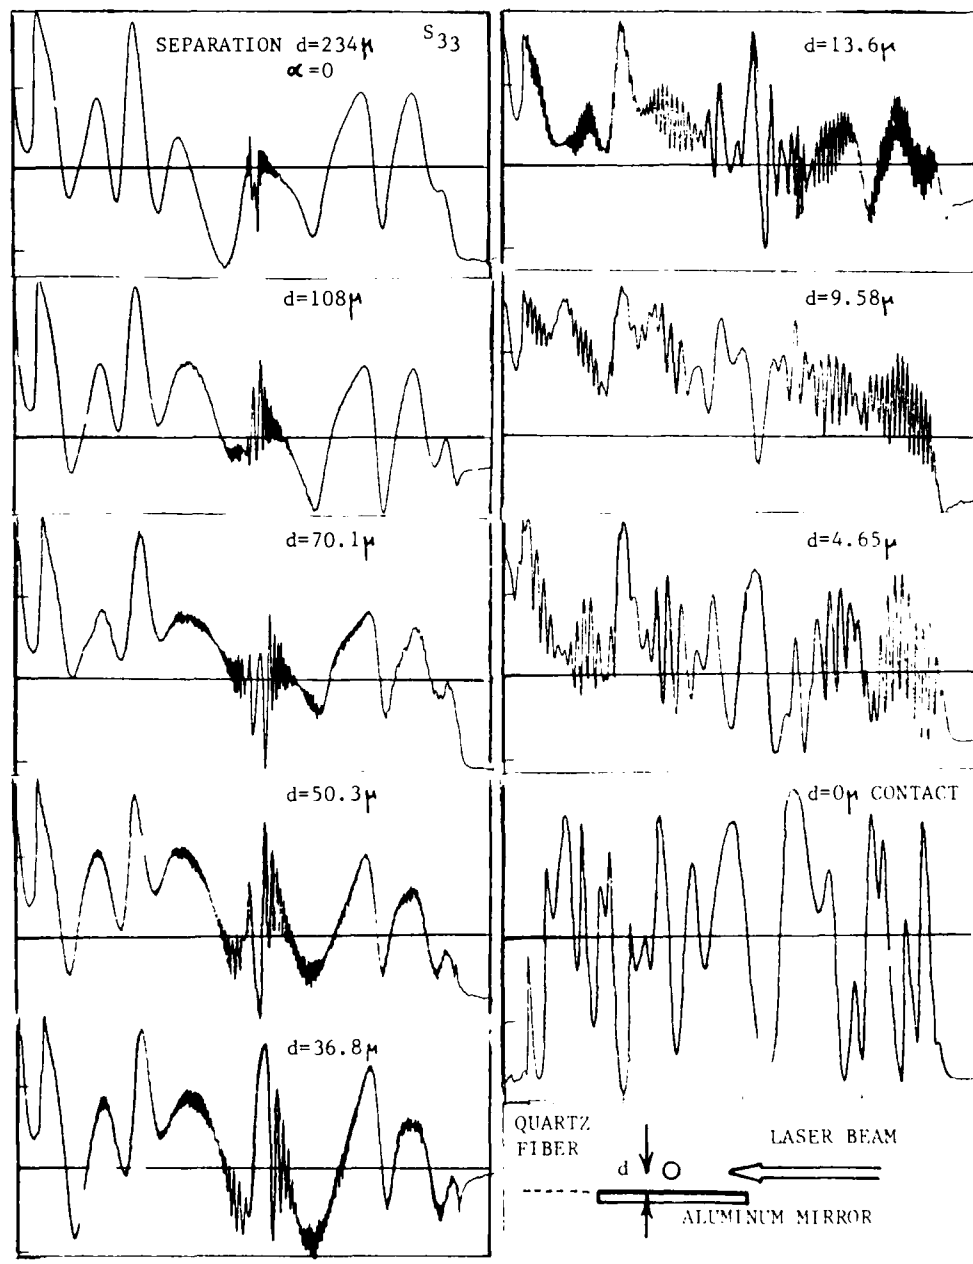 SEPARATION d=234μ
α=0
S33
d=108μ
d=70.1μ
d=50.3μ
d=36.8μ
d=13.6μ
d=9.58μ
d=4.65μ
d=0μ CONTACT
QUARTZ
FIBER
d
LASER BEAM
ALUMINUM MIRROR